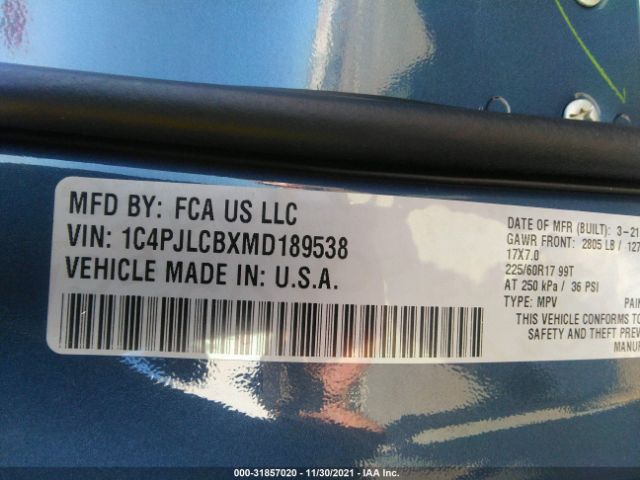 MFD BY: FCA US LLC
VIN: 1C4PJLCBXMD189538
VEHICLE MADE IN: U.S.A.
DATE OF MFR (BUILT): 3-21
GAWR FRONT: 2805 LB / 127
17X7.0
225/60R17 99T
AT 250 kPa / 36 PSI
TYPE: MPV
THIS VEHICLE CONFORMS TO
SAFETY AND THEFT
000-31857020 — 11/30/2021 — IAA Inc.